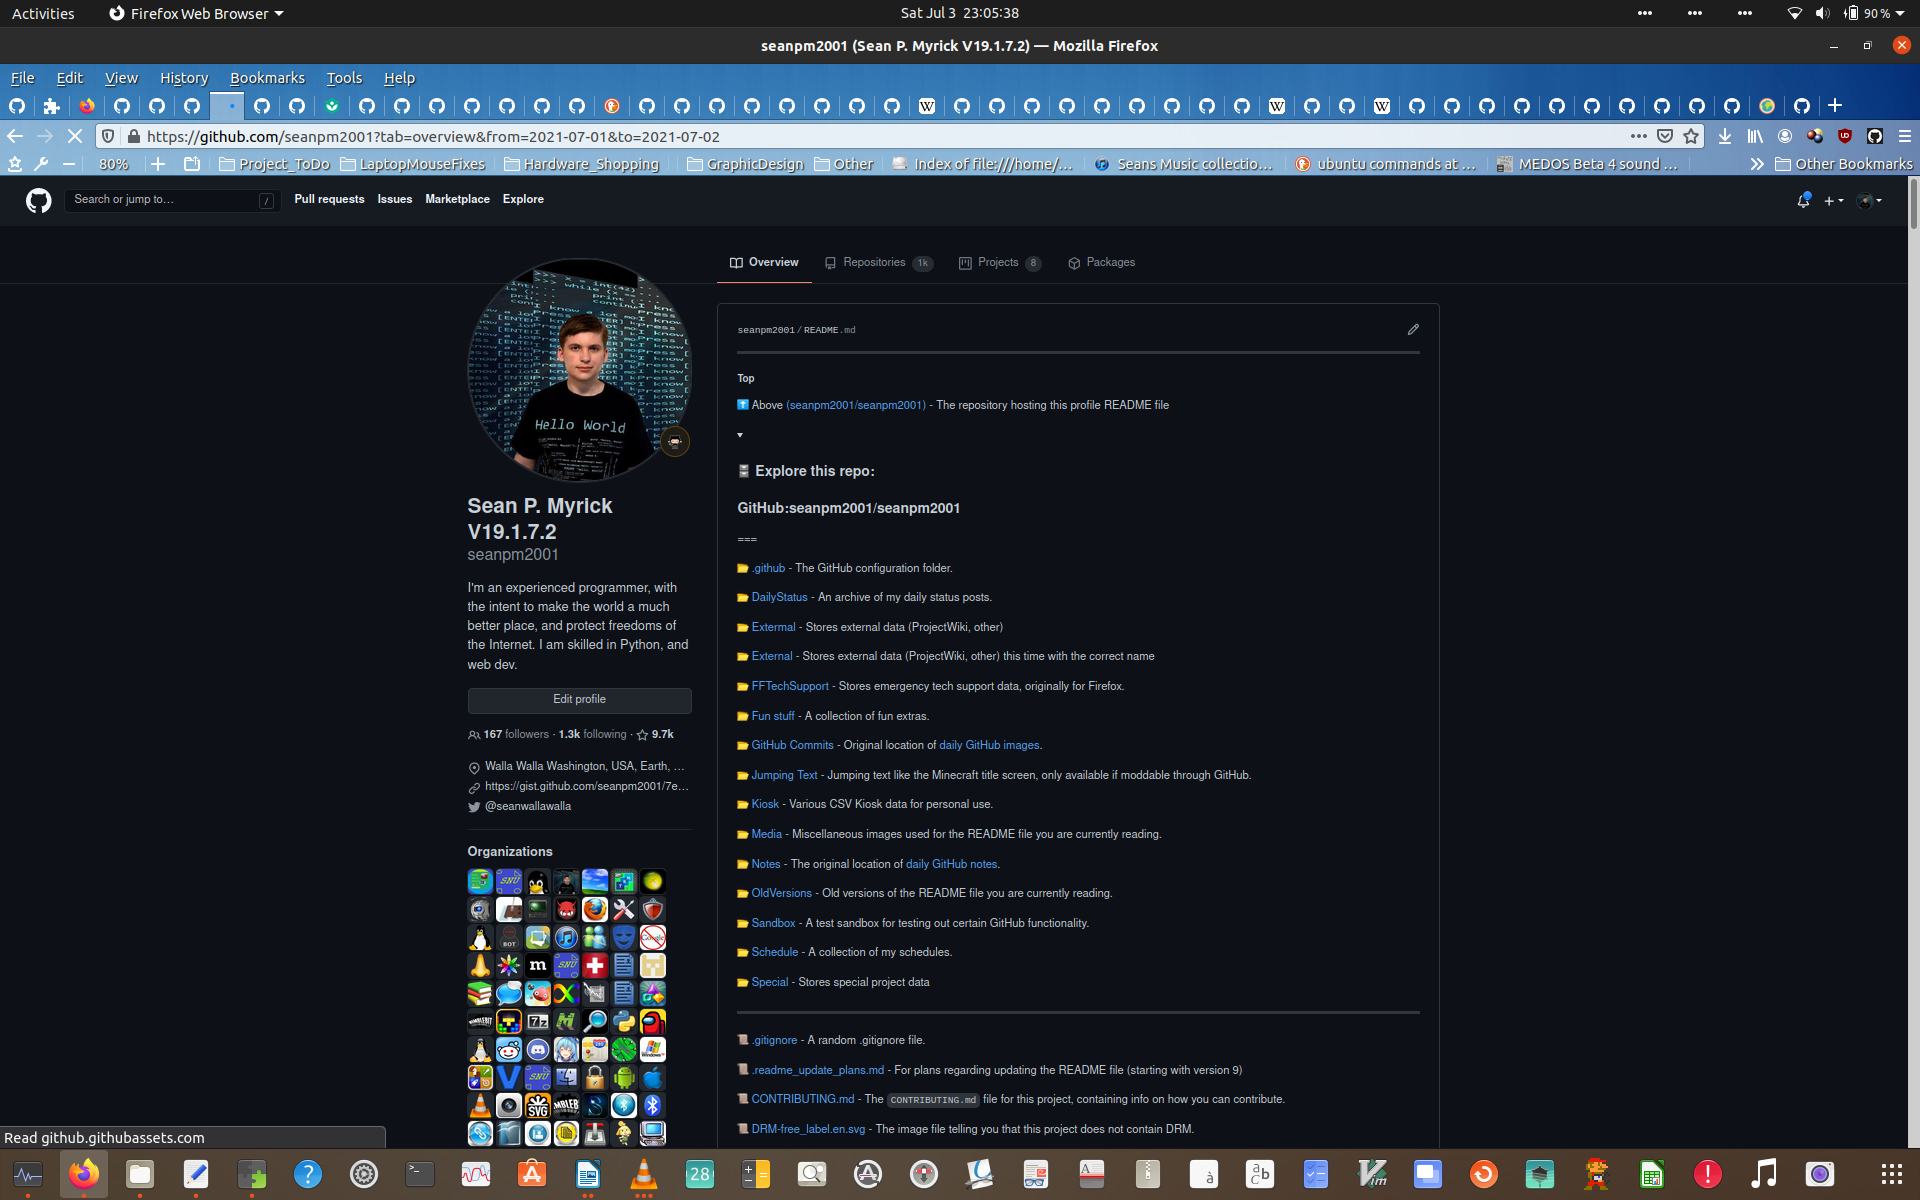 Activities
Firefox Web Browser
Sat Jul 3 23:05:38
90 %
seanpm2001 (Sean P. Myrick V19.1.7.2) — Mozilla Firefox
File Edit View History Bookmarks Tools Help
https://github.com/seanpm2001?tab=overview&from=2021-07-01&to=2021-07-02
80%
Project_ToDo
LaptopMouseFixes
Hardware_Shopping
GraphicDesign
Other
Index of file:///home/…
Seans Music collectio…
ubuntu commands at …
MEDOS Beta 4 sound …
Other Bookmarks
Search or jump to…
/
Pull requests
Issues
Marketplace
Explore
Overview
Repositories 1k
Projects 8
Packages
Hello World
Sean P. Myrick
V19.1.7.2
seanpm2001
I'm an experienced programmer, with
the intent to make the world a much
better place, and protect freedoms of
the Internet. I am skilled in Python, and
web dev.
Edit profile
167 followers · 1.3k following · 9.7k
Walla Walla Washington, USA, Earth, …
https://gist.github.com/seanpm2001/7e…
@seanwallawalla
Organizations
seanpm2001/README.md
Top
Above (seanpm2001/seanpm2001) - The repository hosting this profile README file
Explore this repo:
GitHub:seanpm2001/seanpm2001
===
.github - The GitHub configuration folder.
DailyStatus - An archive of my daily status posts.
Extermal - Stores external data (ProjectWiki, other)
External - Stores external data (ProjectWiki, other) this time with the correct name
FFTechSupport - Stores emergency tech support data, originally for Firefox.
Fun stuff - A collection of fun extras.
GitHub Commits - Original location of daily GitHub images.
Jumping Text - Jumping text like the Minecraft title screen, only available if moddable through GitHub.
Kiosk - Various CSV Kiosk data for personal use.
Media - Miscellaneous images used for the README file you are currently reading.
Notes - The original location of daily GitHub notes.
OldVersions - Old versions of the README file you are currently reading.
Sandbox - A test sandbox for testing out certain GitHub functionality.
Schedule - A collection of my schedules.
Special - Stores special project data
.gitignore - A random .gitignore file.
.readme_update_plans.md - For plans regarding updating the README file (starting with version 9)
CONTRIBUTING.md - The CONTRIBUTING.md file for this project, containing info on how you can contribute.
DRM-free_label.en.svg - The image file telling you that this project does not contain DRM.
Read github.githubassets.com
28